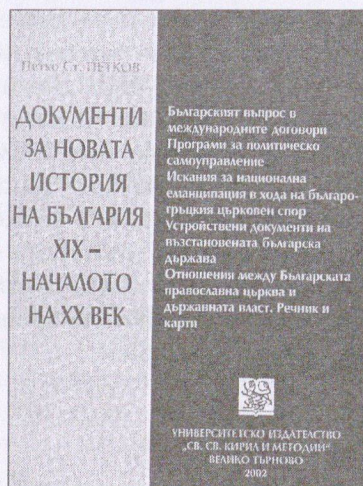 Петко Ст. ПЕТКОВ
ДОКУМЕНТИ
ЗА НОВАТА
ИСТОРИЯ
НА БЪЛГАРИЯ
XIX –
НАЧАЛОТО
НА XX ВЕК
Българският въпрос в
международните договори
Програми за политическо
самоуправление
Искания за национална
еманципация в хода на българо-
гръцкия църковен спор
Устройствени документи на
възстановената българска
държава
Отношения между Българската
православна църква и
държавната власт. Речник и
карти
УНИВЕРСИТЕТСКО ИЗДАТЕЛСТВО
„СВ. СВ. КИРИЛ И МЕТОДИЙ“
ВЕЛИКО ТЪРНОВО
2002